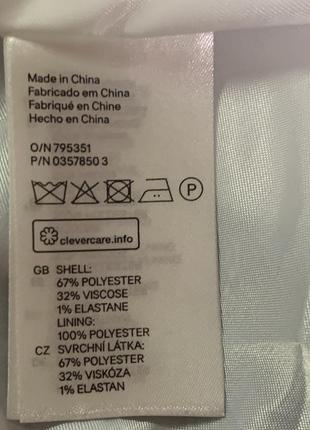 Made in China
Fabricado em China
Fabriqué en Chine
Hecho en China
O/N 795351
P/N 0357850 3
P
clevercare.info
GB SHELL:
67% POLYESTER
32% VISCOSE
1% ELASTANE
LINING:
100% POLYESTER
CZ SVRCHNÍ LÁTKA:
67% POLYESTER
32% VISKÓZA
1% ELASTAN